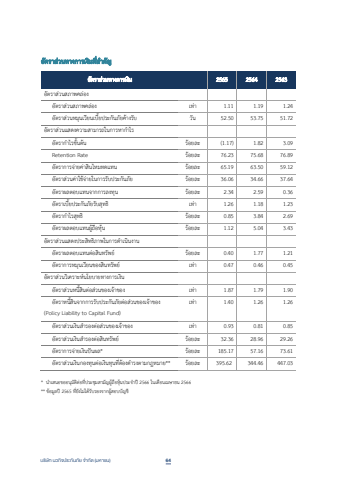 อัตราส่วนทางการเงินที่สำคัญ
อัตราส่วนทางการเงิน 2565 2564 2563
อัตราส่วนสภาพคล่อง
อัตราส่วนสภาพคล่อง เท่า 1.11 1.19 1.24
อัตราส่วนหมุนเวียนเบี้ยประกันภัยค้างรับ วัน 52.50 53.75 51.72
อัตราส่วนแสดงความสามารถในการหากำไร
อัตรากำไรขั้นต้น ร้อยละ (1.17) 1.82 3.09
Retention Rate ร้อยละ 76.23 75.68 76.89
อัตราการจ่ายค่าสินไหมทดแทน ร้อยละ 65.19 63.50 59.12
อัตราส่วนค่าใช้จ่ายในการรับประกันภัย ร้อยละ 36.06 34.66 37.64
อัตราผลตอบแทนจากการลงทุน ร้อยละ 2.34 2.59 0.36
อัตราเบี้ยประกันภัยรับสุทธิ เท่า 1.26 1.18 1.23
อัตรากำไรสุทธิ ร้อยละ 0.85 3.84 2.69
อัตราผลตอบแทนผู้ถือหุ้น ร้อยละ 1.12 5.04 3.43
อัตราส่วนแสดงประสิทธิภาพในการดำเนินงาน
อัตราผลตอบแทนต่อสินทรัพย์ ร้อยละ 0.40 1.77 1.21
อัตราการหมุนเวียนของสินทรัพย์ เท่า 0.47 0.46 0.45
อัตราส่วนวิเคราะห์นโยบายทางการเงิน
อัตราส่วนหนี้สินต่อส่วนของเจ้าของ เท่า 1.87 1.79 1.90
อัตราหนี้สินจากการรับประกันภัยต่อส่วนของเจ้าของ เท่า 1.40 1.26 1.26
(Policy Liability to Capital Fund)
อัตราส่วนเงินสำรองต่อส่วนของเจ้าของ เท่า 0.93 0.81 0.85
อัตราส่วนเงินสำรองต่อสินทรัพย์ ร้อยละ 32.36 28.96 29.26
อัตราการจ่ายเงินปันผล* ร้อยละ 185.17 57.16 73.61
อัตราส่วนเงินกองทุนต่อเงินทุนที่ต้องดำรงตามกฎหมาย** ร้อยละ 395.62 344.46 447.03
* นำเสนอขออนุมัติต่อที่ประชุมสามัญผู้ถือหุ้นประจำปี 2566 ในเดือนเมษายน 2566
** ข้อมูลปี 2565 ที่ยังไม่ได้รับรองจากผู้สอบบัญชี
บริษัท นวกิจประกันภัย จำกัด (มหาชน) 64